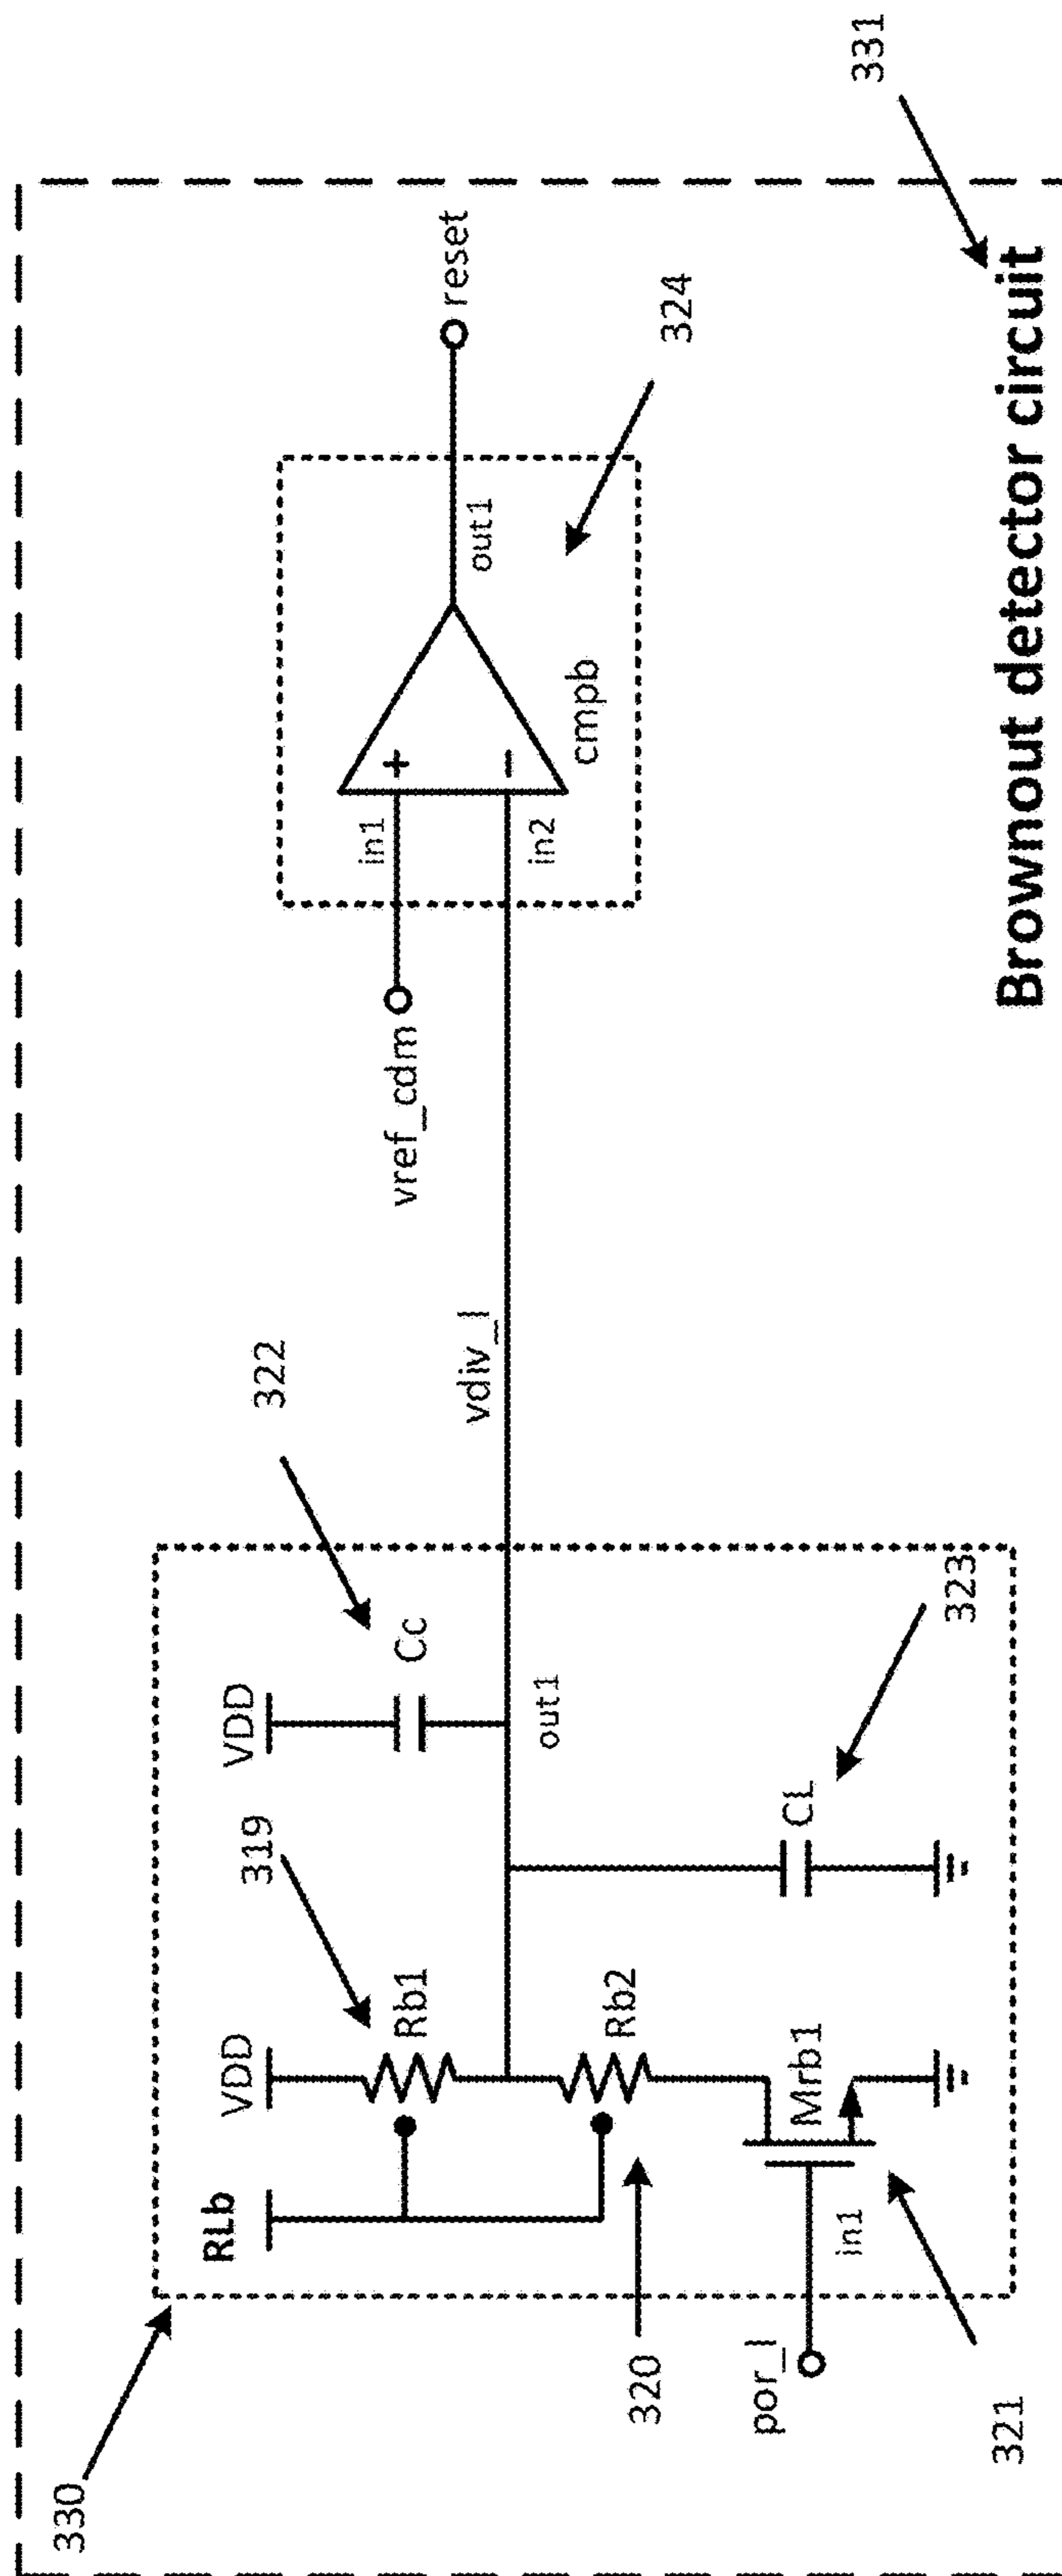 330
331
RLb
VDD
319
Rb1
VDD
322
Cc
vdiv_l
vref_cdm
in1
+
in2
-
cmpb
out1
reset
324
out1
320
Rb2
por_l
in1
Mrb1
321
CL
323
Brownout detector circuit